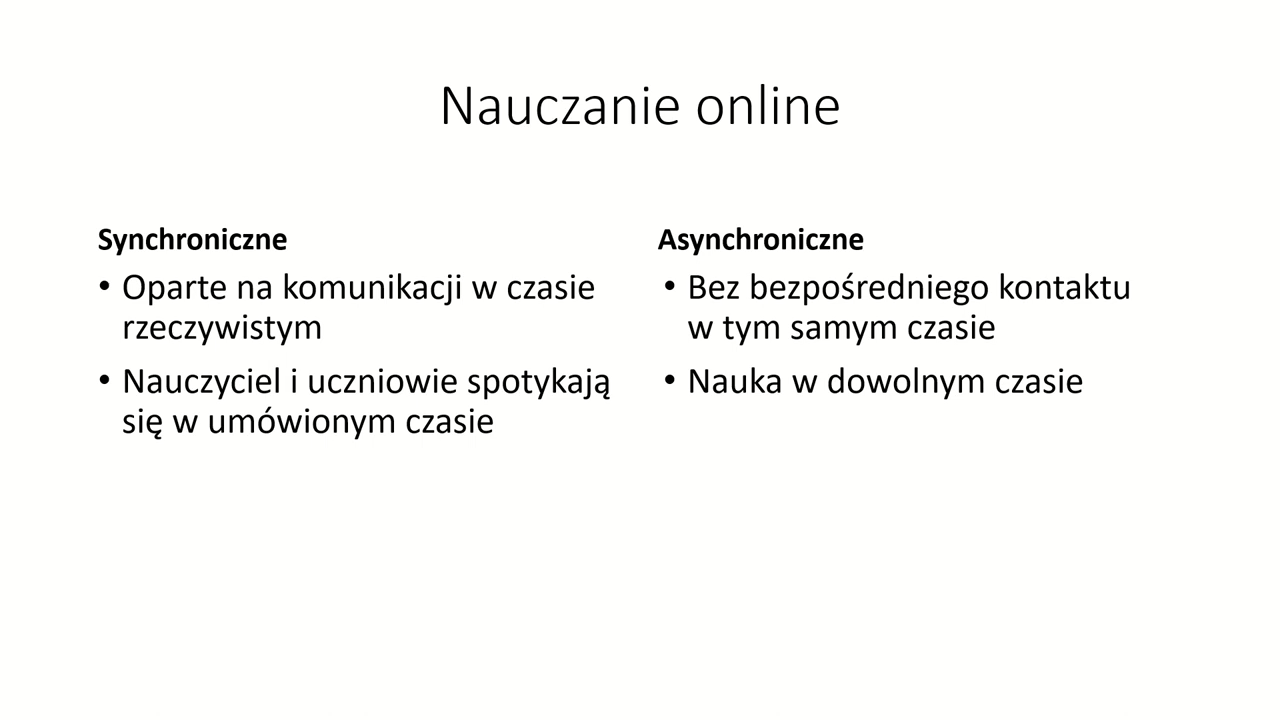 Nauczanie online
Synchroniczne
• Oparte na komunikacji w czasie
rzeczywistym
• Nauczyciel i uczniowie spotykają
się w umówionym czasie
Asynchroniczne
• Bez bezpośredniego kontaktu
w tym samym czasie
• Nauka w dowolnym czasie